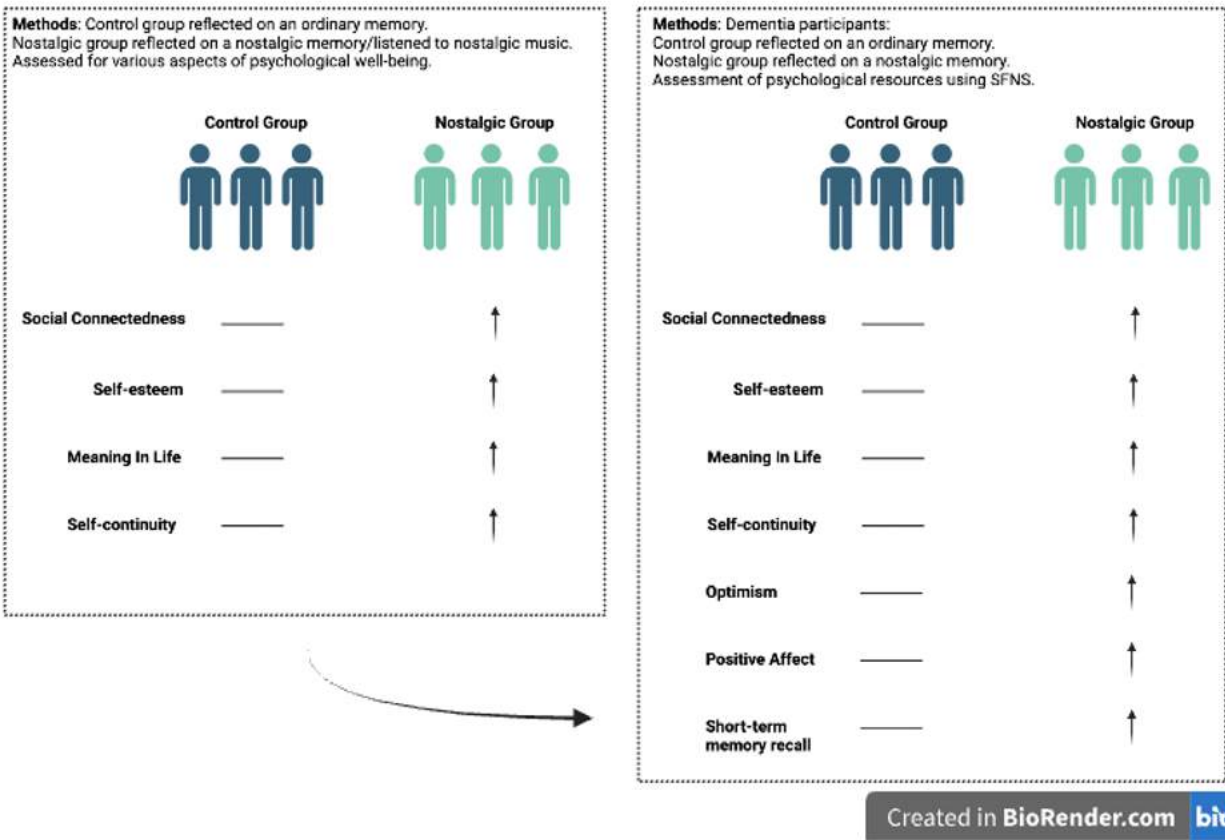 Methods: Control group reflected on an ordinary memory.
Nostalgic group reflected on a nostalgic memory/listened to nostalgic music.
Assessed for various aspects of psychological well-being.
Control Group
Nostalgic Group
Social Connectedness
Self-esteem
Meaning In Life
Self-continuity
Methods: Dementia participants:
Control group reflected on an ordinary memory.
Nostalgic group reflected on a nostalgic memory.
Assessment of psychological resources using SFNS.
Control Group
Nostalgic Group
Social Connectedness
Self-esteem
Meaning In Life
Self-continuity
Optimism
Positive Affect
Short-term
memory recall
Created in BioRender.com